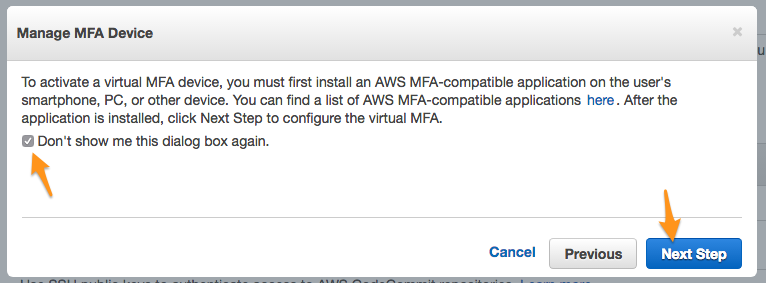 Manage MFA Device
×
u
To activate a virtual MFA device, you must first install an AWS MFA-compatible application on the user's
smartphone, PC, or other device. You can find a list of AWS MFA-compatible applications here. After the
application is installed, click Next Step to configure the virtual MFA.
Don't show me this dialog box again.
Cancel Previous Next Step
Use SSH public keys to authenticate access to AWS CodeCommit repositories. Learn more